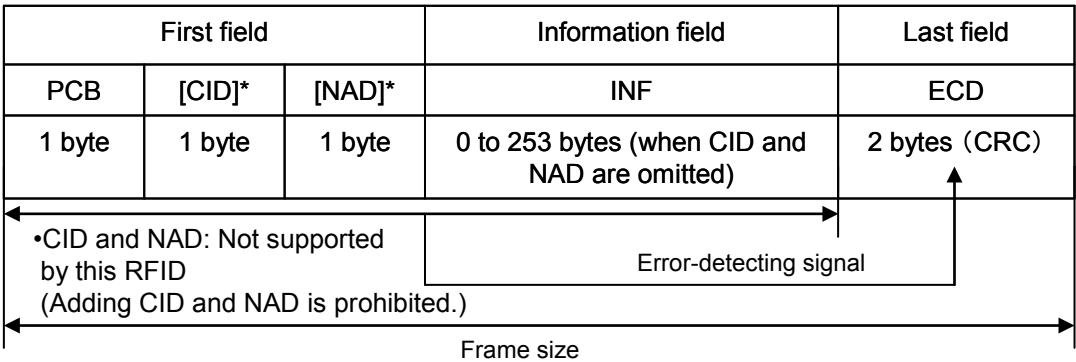 First field Information field Last field
PCB [CID]* [NAD]* INF ECD
1 byte 1 byte 1 byte 0 to 253 bytes (when CID and 2 bytes（CRC）
NAD are omitted)
•CID and NAD: Not supported
by this RFID
(Adding CID and NAD is prohibited.)
Error-detecting signal
Frame size